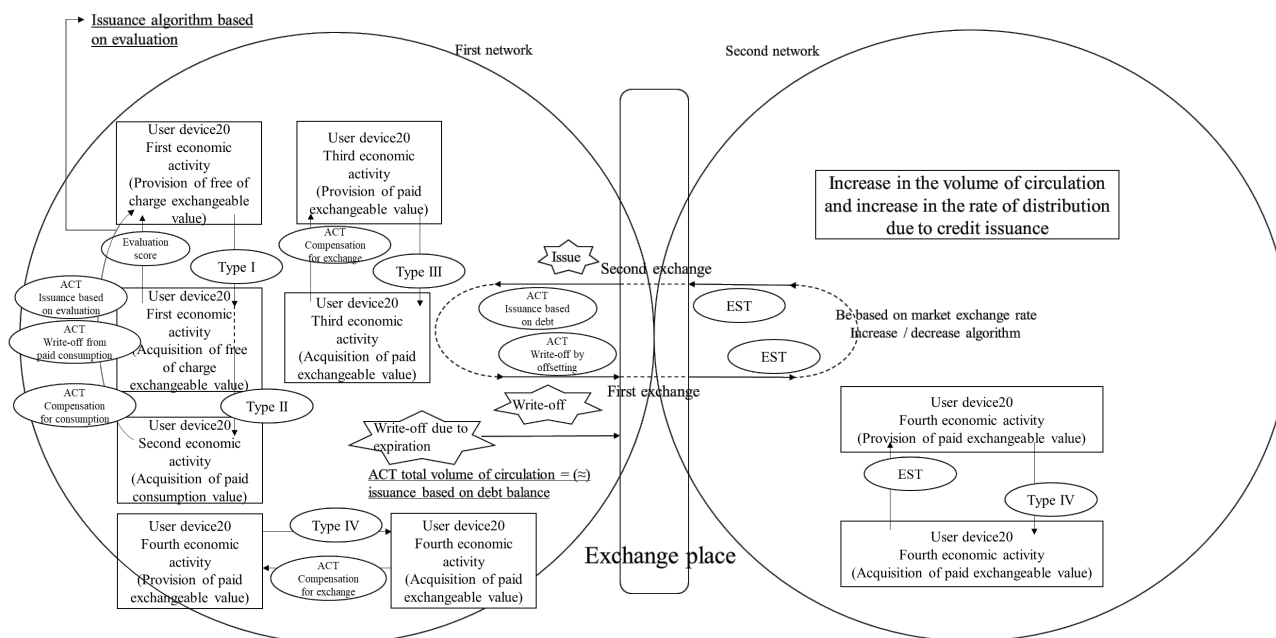 Issuance algorithm based
on evaluation
First network
Second network
User device20
First economic
activity
(Provision of free of
charge exchangeable
value)
User device20
Third economic
activity
(Provision of paid
exchangeable value)
Evaluation
score
Type I
ACT
Compensation
for exchange
Type III
ACT
Issuance based
on evaluation
ACT
Write-off from
paid consumption
ACT
Compensation
for consumption
User device20
First economic
activity
(Acquisition of free
of charge
exchangeable value)
User device20
Third economic
activity
(Acquisition of paid
exchangeable value)
Type II
User device20
Second economic
activity
(Acquisition of paid
consumption value)
Issue
Second exchange
ACT
Issuance based
on debt
ACT
Write-off by
offsetting
First exchange
Write-off
Write-off due to
expiration
ACT total volume of circulation = (≈)
issuance based on debt balance
User device20
Fourth economic
activity
(Provision of paid
exchangeable value)
Type IV
ACT
Compensation
for exchange
User device20
Fourth economic
activity
(Acquisition of paid
exchangeable value)
Exchange place
Increase in the volume of circulation
and increase in the rate of distribution
due to credit issuance
EST
EST
Be based on market exchange rate
Increase / decrease algorithm
User device20
Fourth economic activity
(Provision of paid exchangeable value)
EST
Type IV
User device20
Fourth economic activity
(Acquisition of paid exchangeable value)